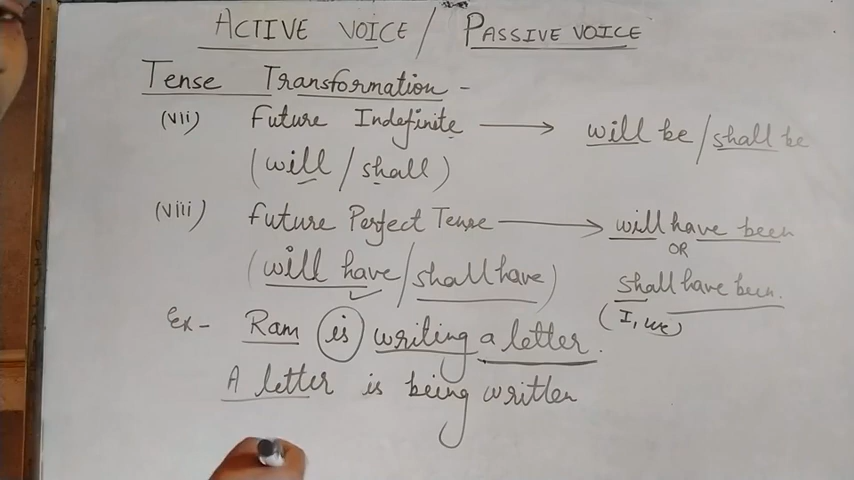 ACTIVE VOICE / PASSIVE VOICE
Tense Transformation -
(vii) Future Indefinite → will be / shall be
(will / shall)
(viii) Future Perfect Tense → will have been
OR
(will have / shall have) shall have been.
(I, we)
Ex- Ram is writing a letter.
A letter is being written